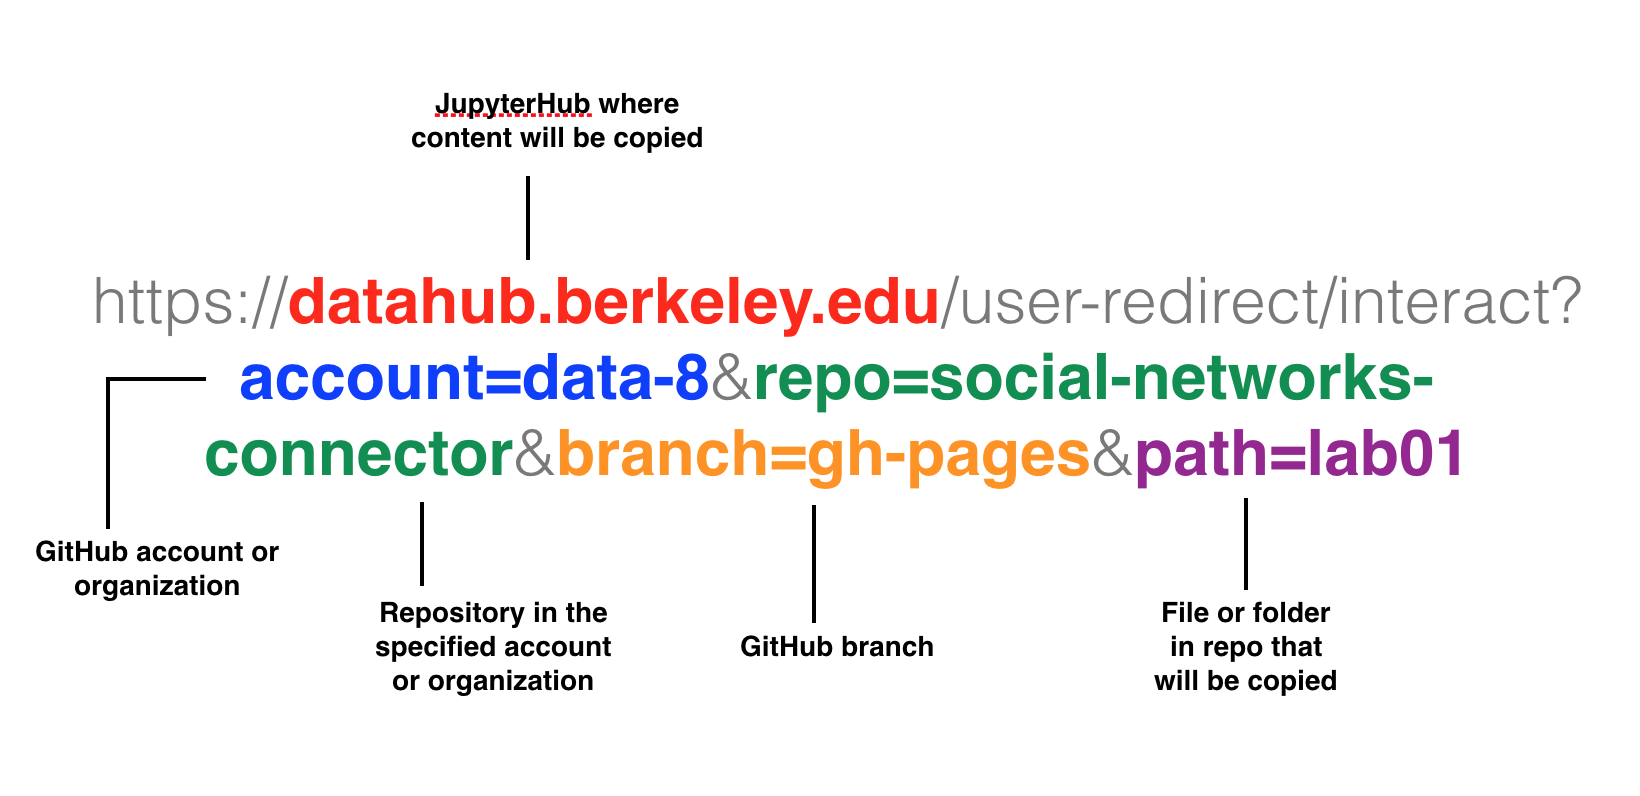 JupyterHub where
content will be copied
https://datahub.berkeley.edu/user-redirect/interact?
account=data-8&repo=social-networks-
connector&branch=gh-pages&path=lab01
GitHub account or
organization
Repository in the
specified account
or organization
GitHub branch
File or folder
in repo that
will be copied